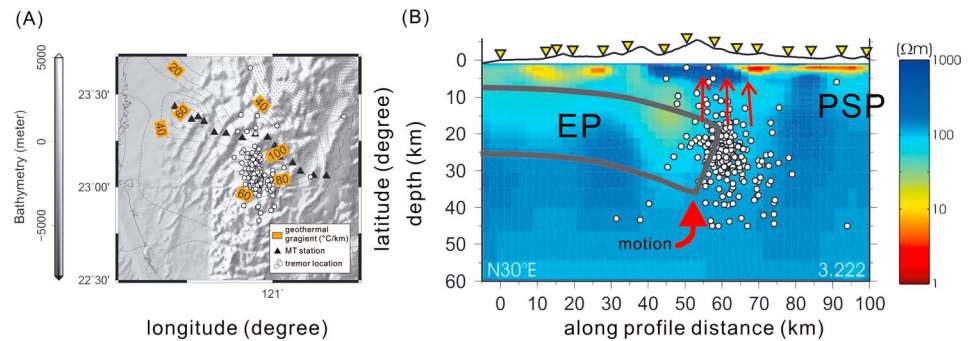 (A)
5000
0
−5000
Bathymetry (meter)
20
60
40
40
100
80
60
23˚30'
23˚00'
22˚30'
121˚
geothermal
gragient (°C/km)
MT station
tremor location
longitude (degree)
latitude (degree)
(B)
depth (km)
0
10
20
30
40
50
60
EP
PSP
motion
N30°E
3.222
0
10
20
30
40
50
60
70
80
90
100
along profile distance (km)
(Ωm)
1000
100
10
1